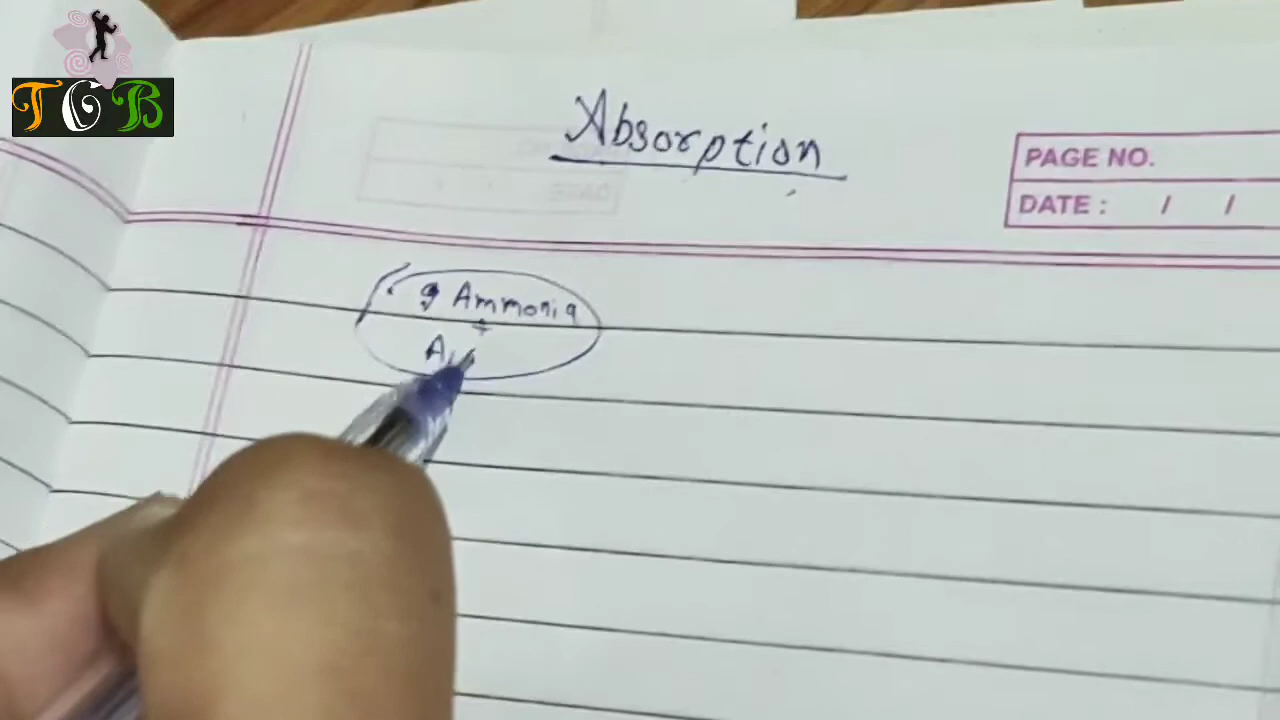 TGB
Absorption
PAGE NO.
DATE : / /
g Ammonia
+